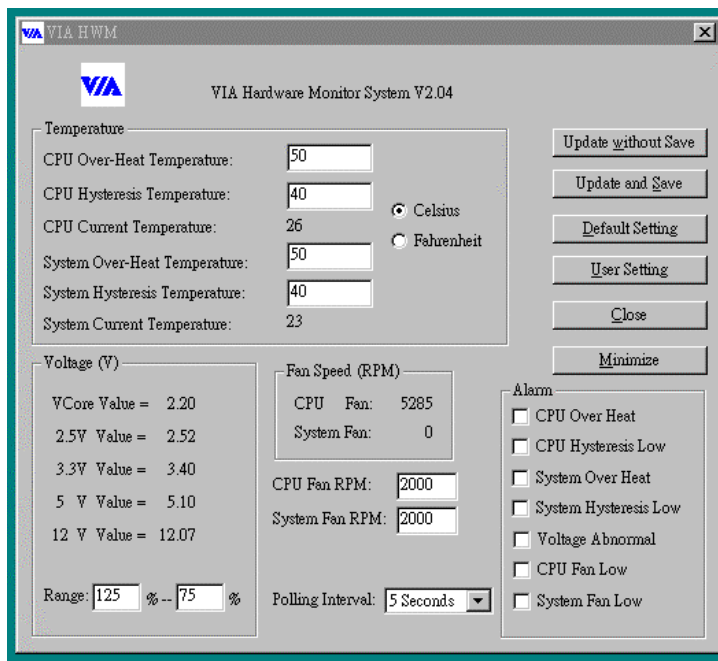 VIA VIA HWM
VIA
VIA Hardware Monitor System V2.04
Temperature
CPU Over-Heat Temperature: 50
CPU Hysteresis Temperature: 40
CPU Current Temperature: 26
System Over-Heat Temperature: 50
System Hysteresis Temperature: 40
System Current Temperature: 23
Celsius
Fahrenheit
Update without Save
Update and Save
Default Setting
User Setting
Close
Minimize
Voltage (V)
VCore Value = 2.20
2.5V Value = 2.52
3.3V Value = 3.40
5 V Value = 5.10
12 V Value = 12.07
Range: 125 % -- 75 %
Fan Speed (RPM)
CPU Fan: 5285
System Fan: 0
CPU Fan RPM: 2000
System Fan RPM: 2000
Polling Interval: 5 Seconds
Alarm
CPU Over Heat
CPU Hysteresis Low
System Over Heat
System Hysteresis Low
Voltage Abnormal
CPU Fan Low
System Fan Low